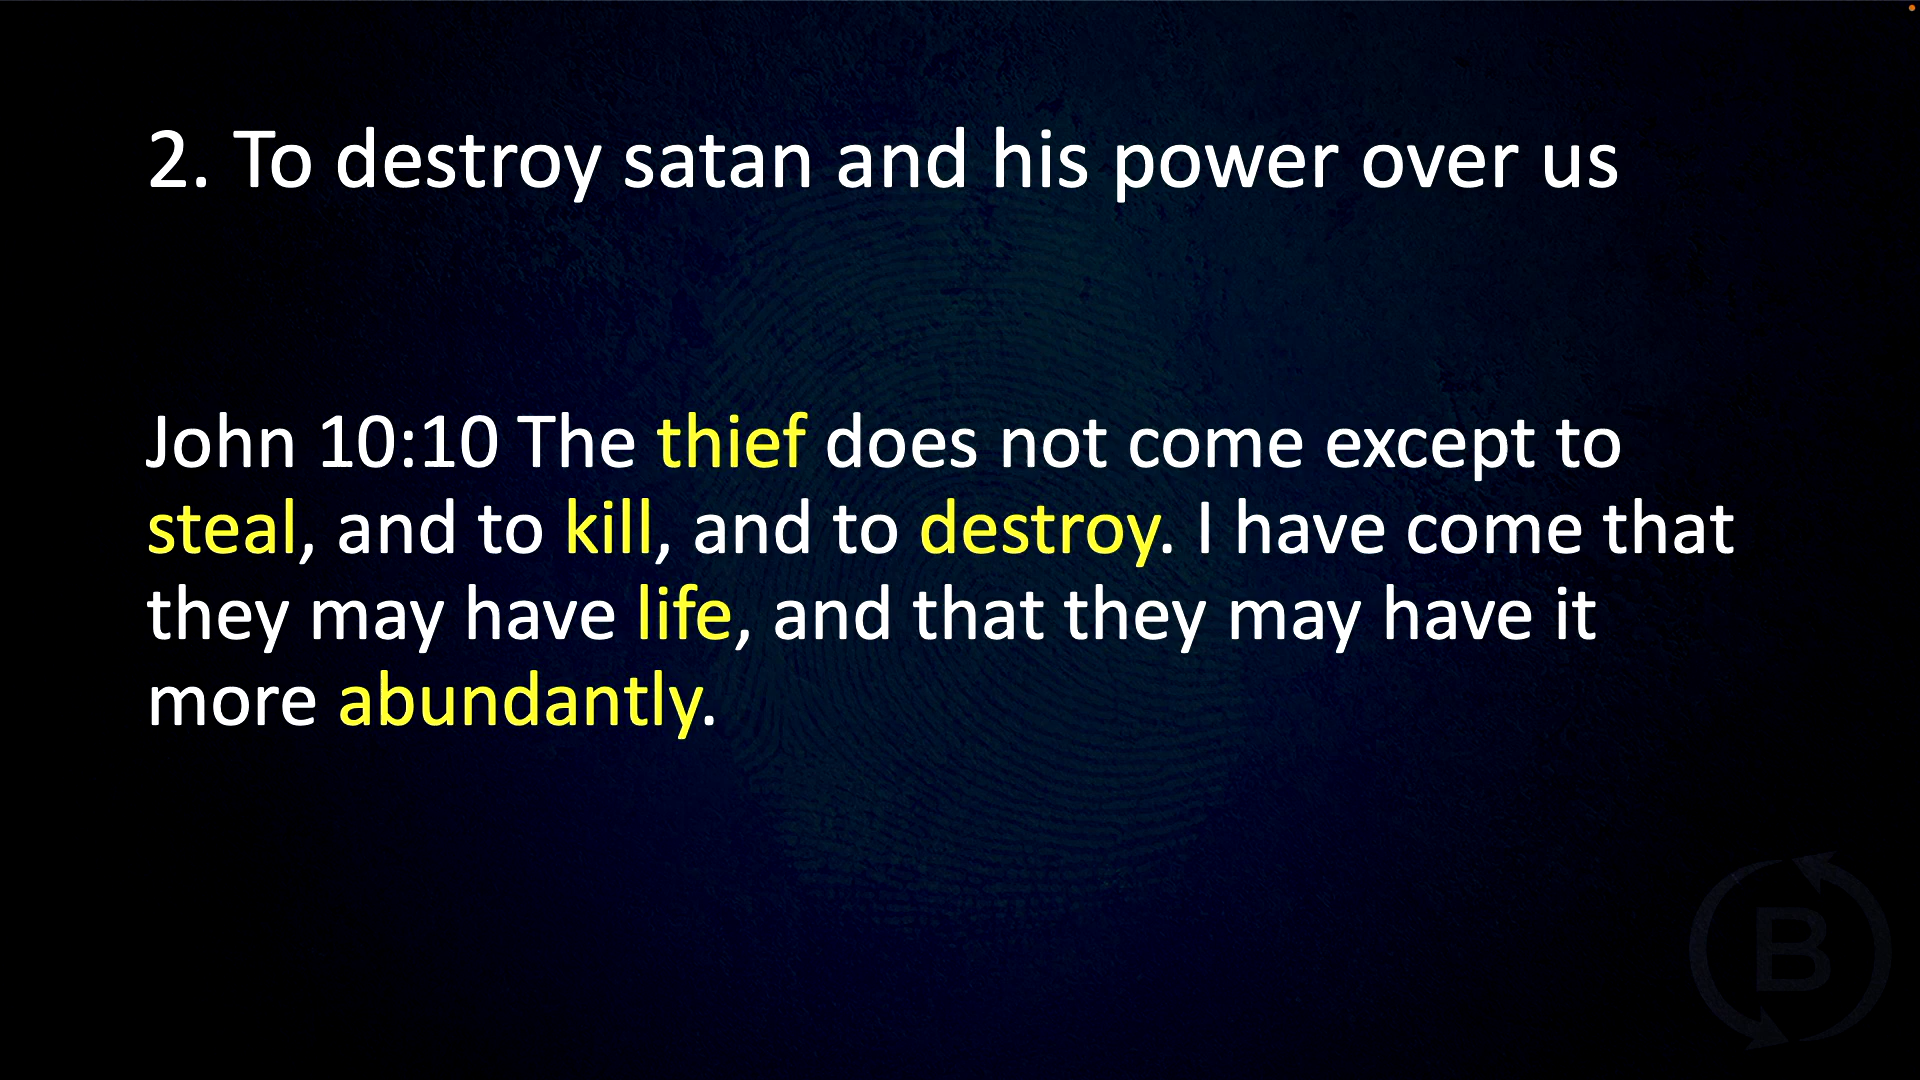 2. To destroy satan and his power over us
John 10:10 The thief does not come except to
steal, and to kill, and to destroy. I have come that
they may have life, and that they may have it
more abundantly.
B